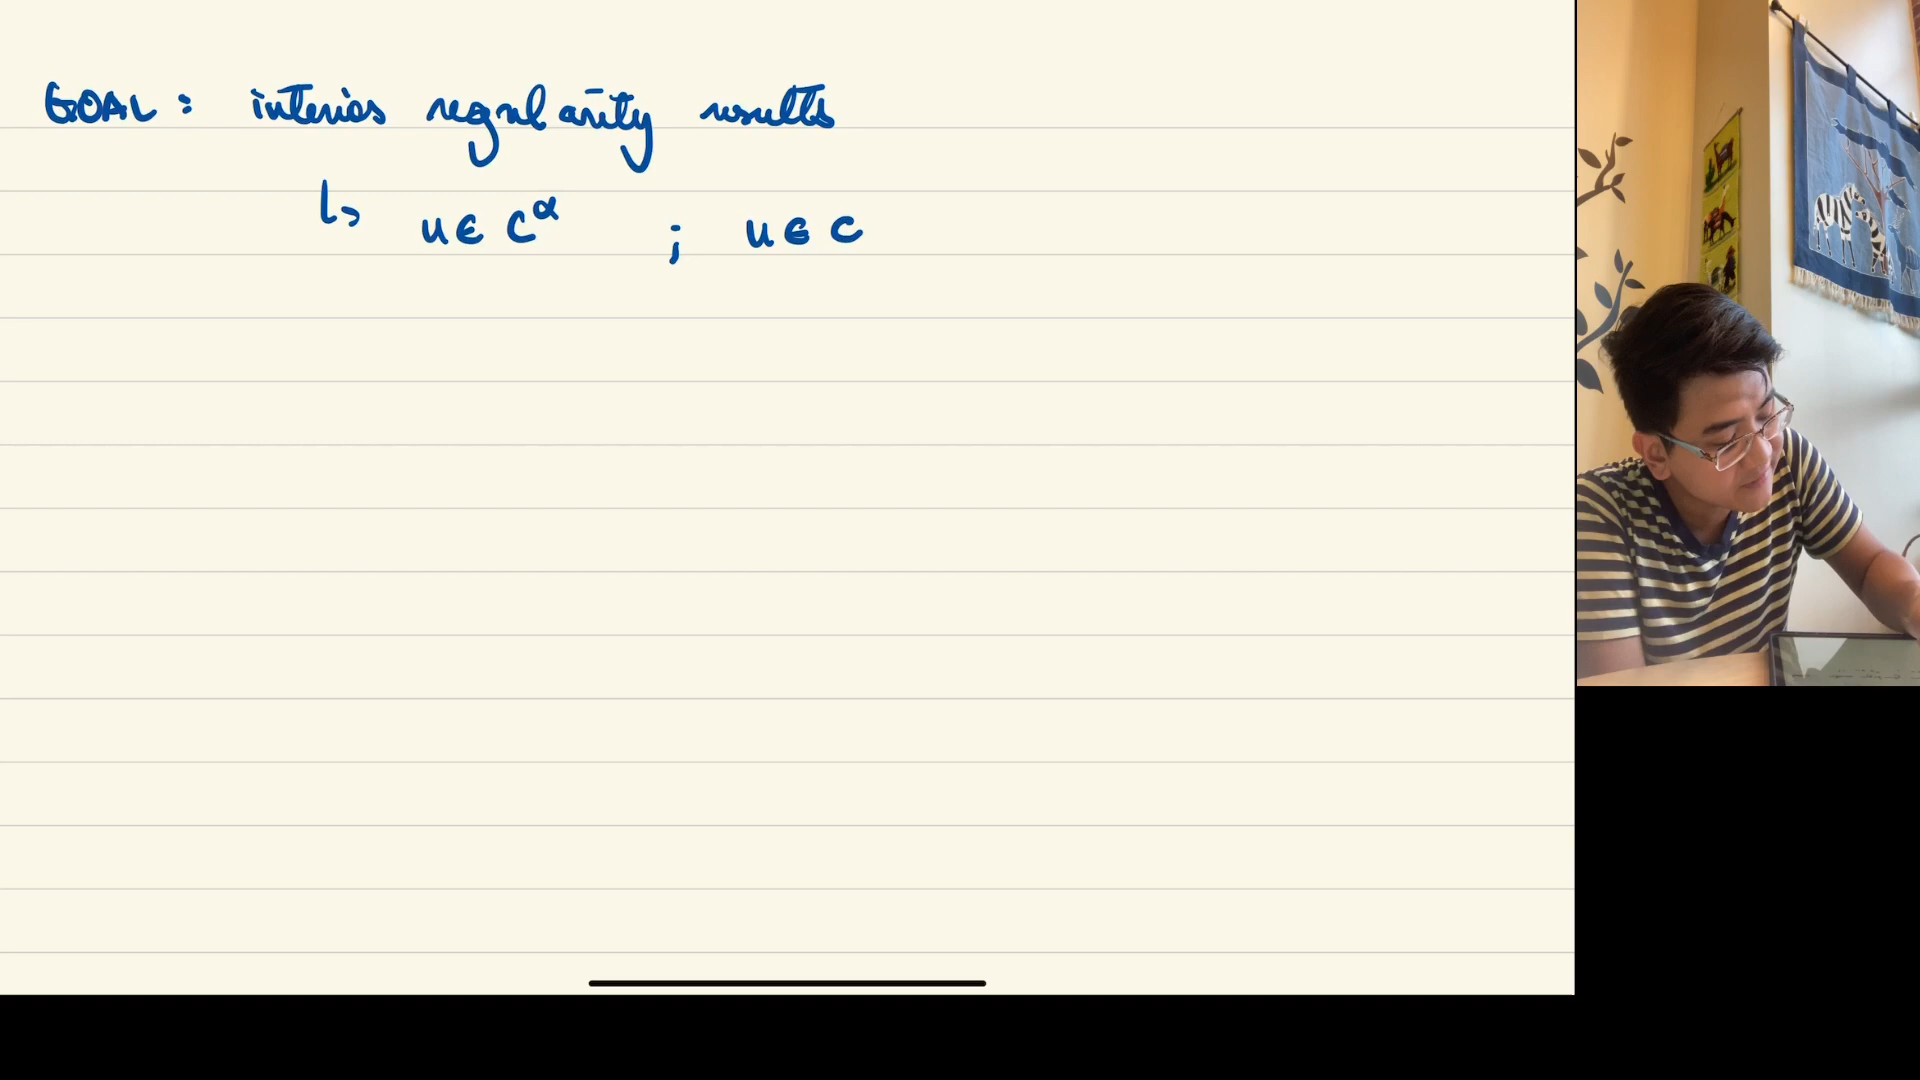 GOAL: interior regularity results
↳ u ∈ C^α ; u ∈ C